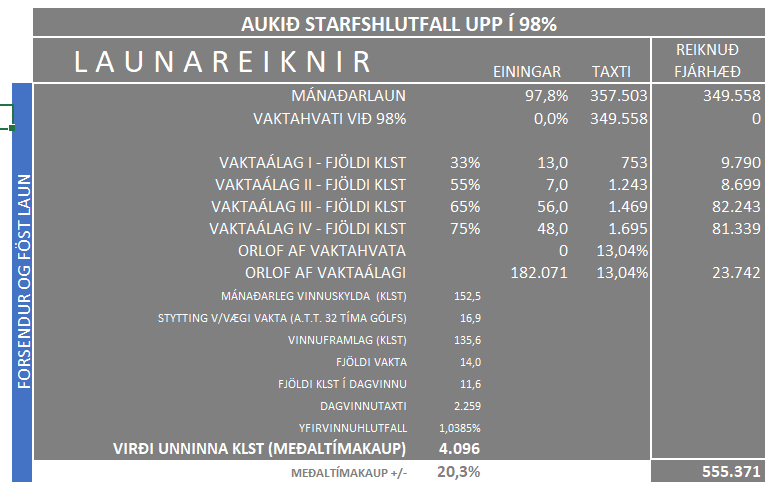 AUKIÐ STARFSHLUTFALL UPP Í 98%
LAUNAREIKNIR EININGAR TAXTI REIKNUÐ FJÁRHÆÐ
FORSENDUR OG FÖST LAUN
MÁNAÐARLAUN 97,8% 357.503 349.558
VAKTAHVATI VIÐ 98% 0,0% 349.558 0
VAKTAÁLAG I - FJÖLDI KLST 33% 13,0 753 9.790
VAKTAÁLAG II - FJÖLDI KLST 55% 7,0 1.243 8.699
VAKTAÁLAG III - FJÖLDI KLST 65% 56,0 1.469 82.243
VAKTAÁLAG IV - FJÖLDI KLST 75% 48,0 1.695 81.339
ORLOF AF VAKTAHVATA 0 13,04%
ORLOF AF VAKTAÁLAGI 182.071 13,04% 23.742
MÁNAÐARLEG VINNUSKYLDA (KLST) 152,5
STYTTING V/VÆGI VAKTA (A.T.T. 32 TÍMA GÓLFS) 16,9
VINNUFRAMLAG (KLST) 135,6
FJÖLDI VAKTA 14,0
FJÖLDI KLST Í DAGVINNU 11,6
DAGVINNUTAXTI 2.259
YFIRVINNUHLUTFALL 1,0385%
VIRÐI UNNINNA KLST (MEÐALTÍMAKAUP) 4.096
MEÐALTÍMAKAUP +/- 20,3% 555.371